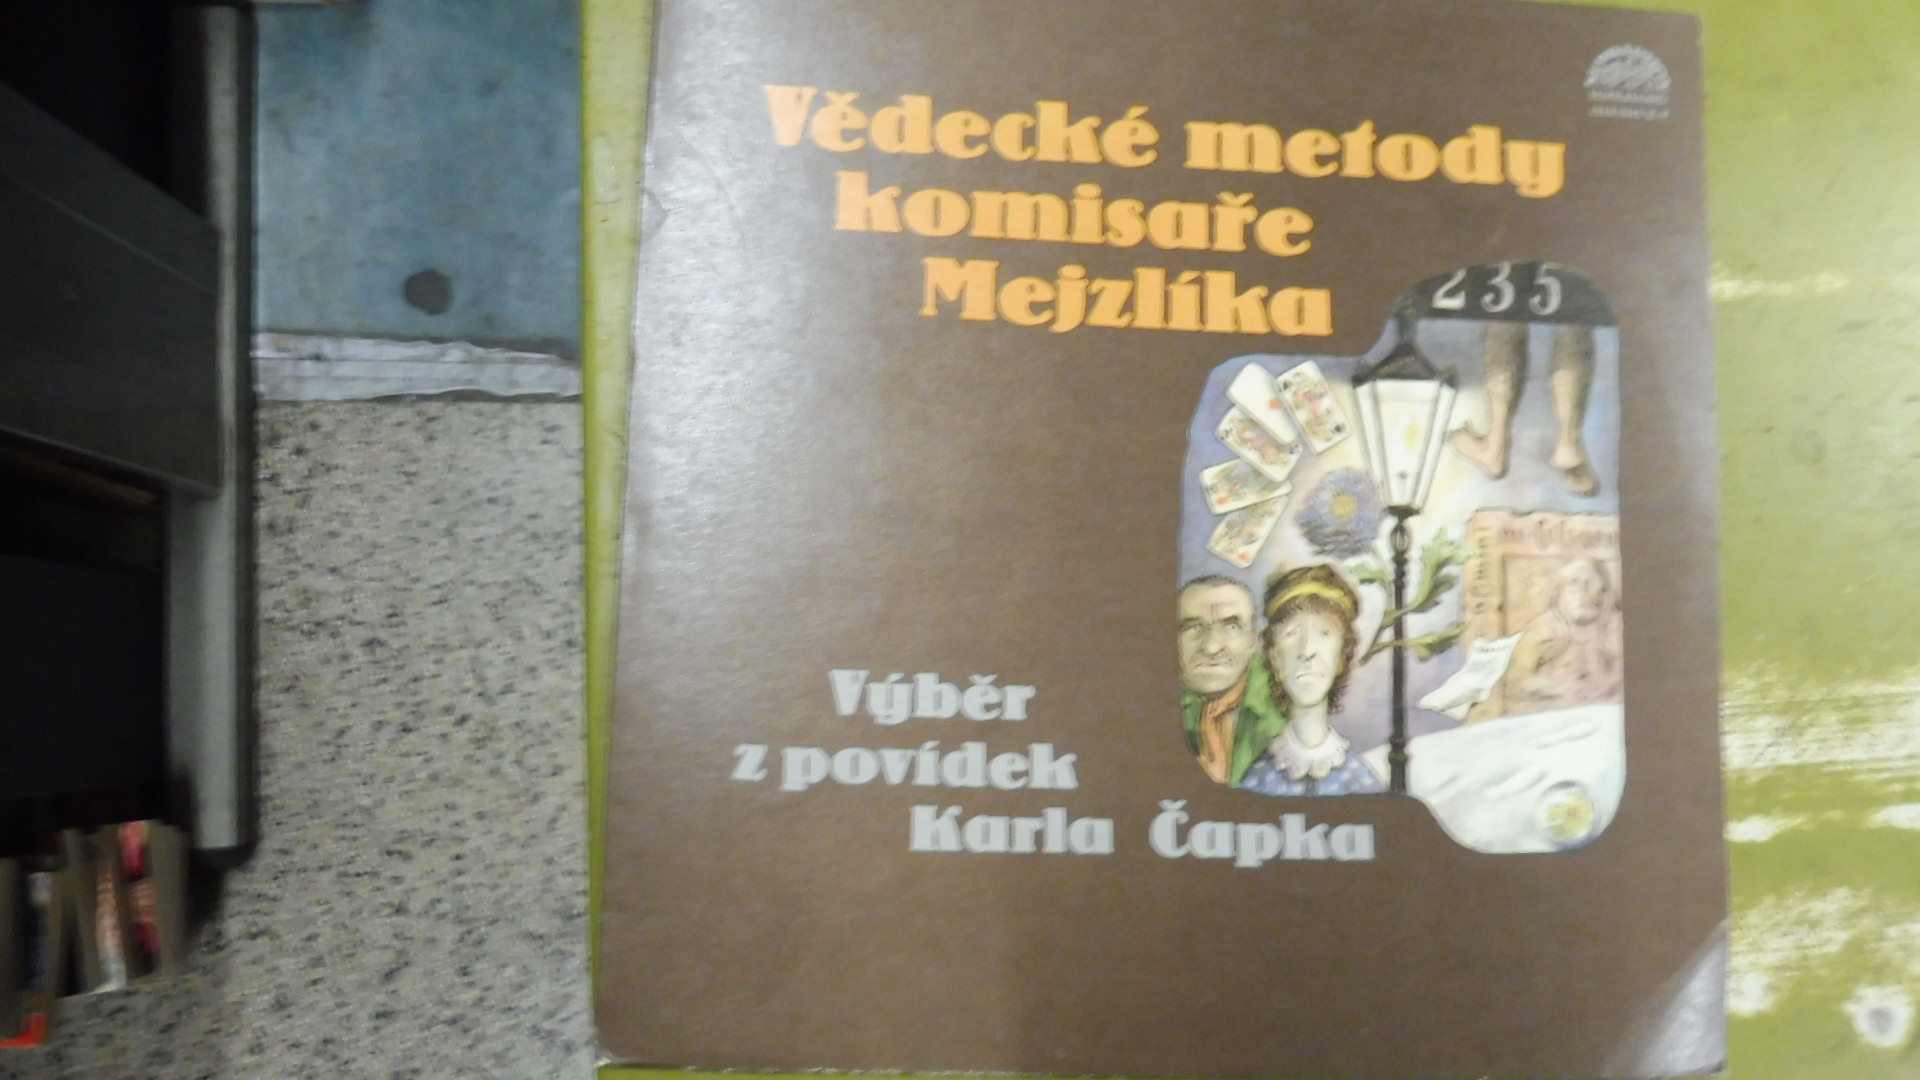 Vědecké metody
komisaře
Mejzlíka
235
Výběr
z povídek
Karla Čapka